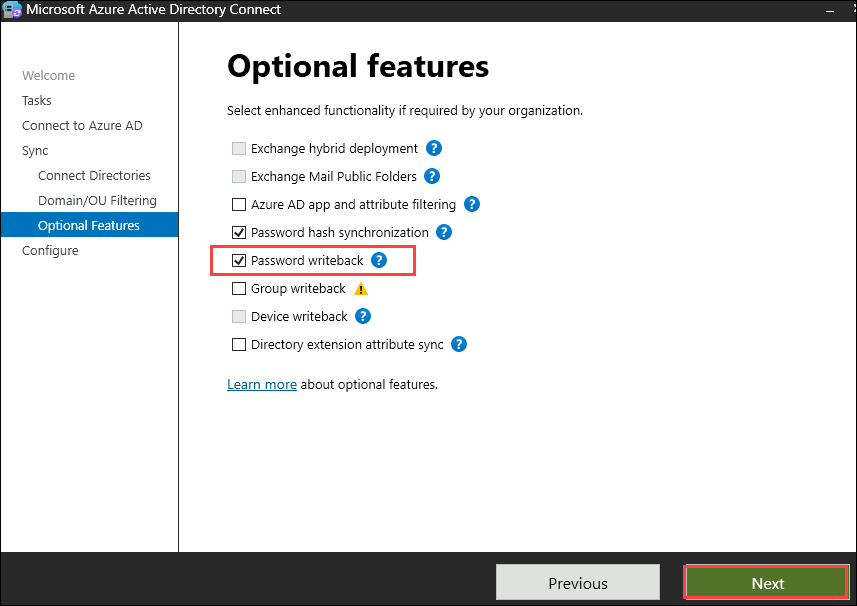 Microsoft Azure Active Directory Connect
Welcome
Tasks
Connect to Azure AD
Sync
Connect Directories
Domain/OU Filtering
Optional Features
Configure
Optional features
Select enhanced functionality if required by your organization.
Exchange hybrid deployment ?
Exchange Mail Public Folders ?
Azure AD app and attribute filtering ?
Password hash synchronization ?
Password writeback ?
Group writeback
Device writeback ?
Directory extension attribute sync ?
Learn more about optional features.
Previous
Next